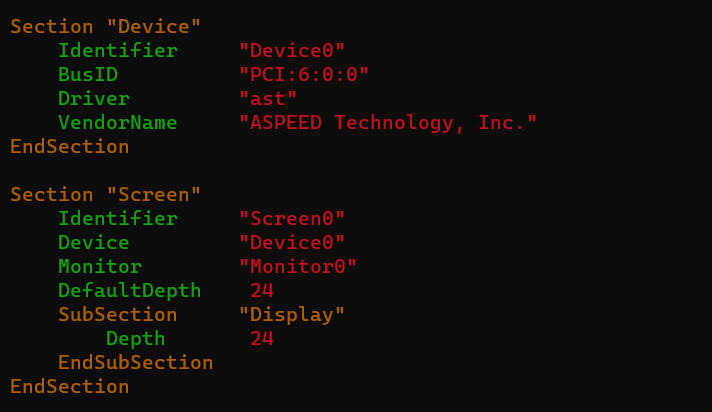 Section "Device"
    Identifier     "Device0"
    BusID          "PCI:6:0:0"
    Driver         "ast"
    VendorName     "ASPEED Technology, Inc."
EndSection

Section "Screen"
    Identifier     "Screen0"
    Device         "Device0"
    Monitor        "Monitor0"
    DefaultDepth    24
    SubSection     "Display"
        Depth       24
    EndSubSection
EndSection